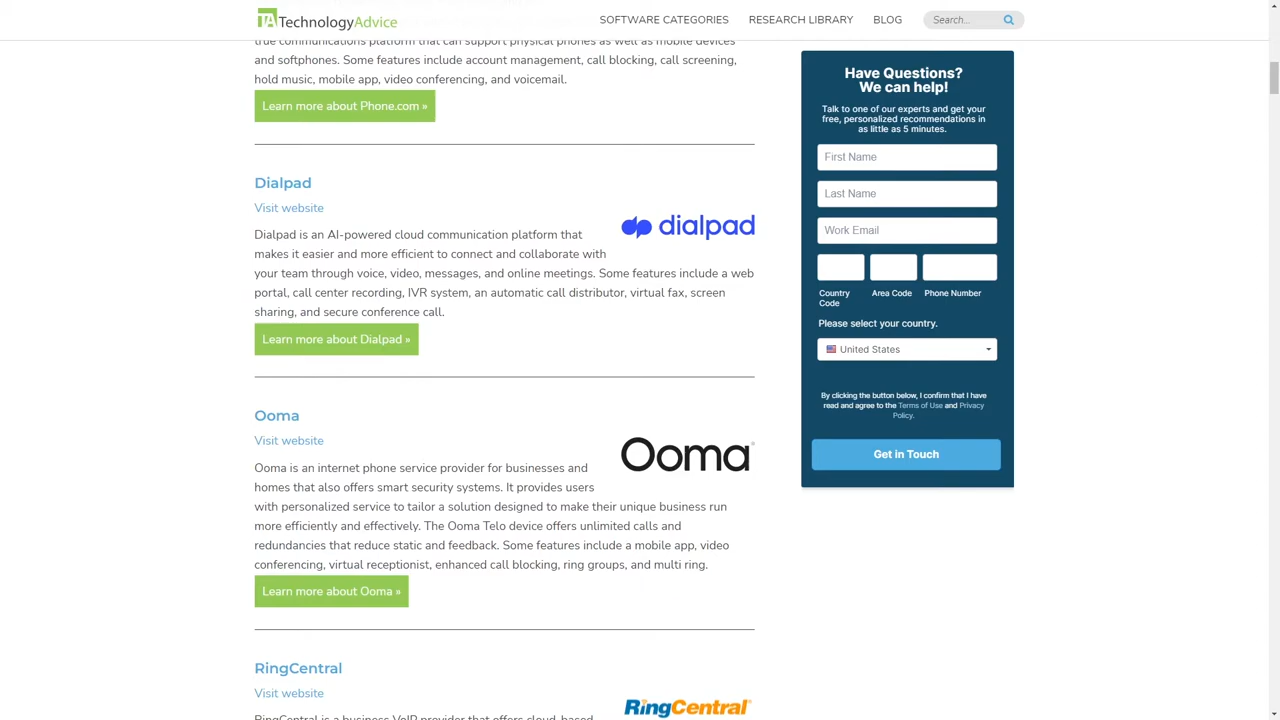 TA TechnologyAdvice
SOFTWARE CATEGORIES
RESEARCH LIBRARY
BLOG
Search...
true communications platform that can support physical phones as well as mobile devices
and softphones. Some features include account management, call blocking, call screening,
hold music, mobile app, video conferencing, and voicemail.
Learn more about Phone.com »
Dialpad
Visit website
dialpad
Dialpad is an AI-powered cloud communication platform that
makes it easier and more efficient to connect and collaborate with
your team through voice, video, messages, and online meetings. Some features include a web
portal, call center recording, IVR system, an automatic call distributor, virtual fax, screen
sharing, and secure conference call.
Learn more about Dialpad »
Ooma
Visit website
Ooma
Ooma is an internet phone service provider for businesses and
homes that also offers smart security systems. It provides users
with personalized service to tailor a solution designed to make their unique business run
more efficiently and effectively. The Ooma Telo device offers unlimited calls and
redundancies that reduce static and feedback. Some features include a mobile app, video
conferencing, virtual receptionist, enhanced call blocking, ring groups, and multi ring.
Learn more about Ooma »
RingCentral
Visit website
RingCentral
RingCentral is a business VoIP provider that offers cloud-based
Have Questions?
We can help!
Talk to one of our experts and get your
free, personalized recommendations in
as little as 5 minutes.
First Name
Last Name
Work Email
Country
Code
Area Code
Phone Number
Please select your country.
United States
By clicking the button below, I confirm that I have
read and agree to the Terms of Use and Privacy
Policy.
Get in Touch